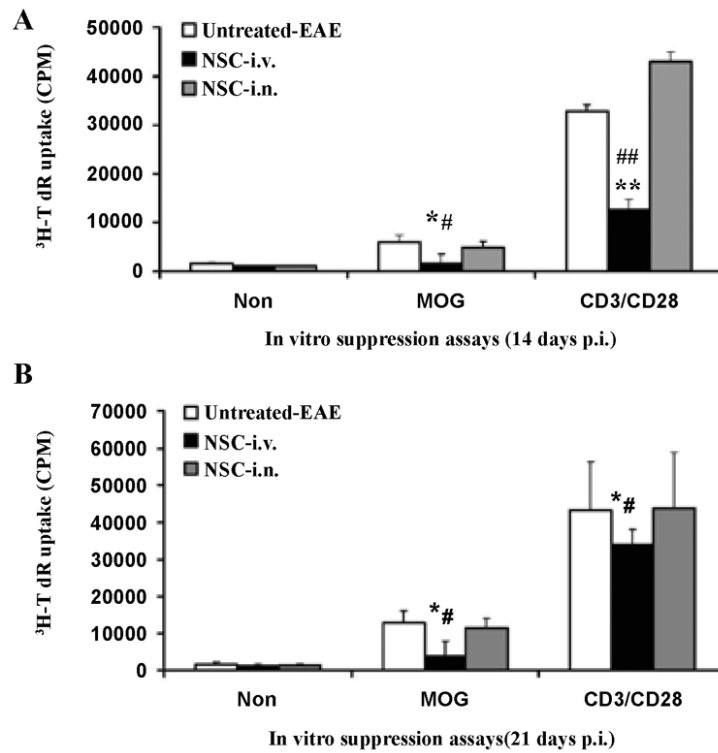 A
³H-T dR uptake (CPM)
50000
40000
30000
20000
10000
0
Untreated-EAE
NSC-i.v.
NSC-i.n.
*#
##
**
Non MOG CD3/CD28
In vitro suppression assays (14 days p.i.)
B
³H-T dR uptake (CPM)
70000
60000
50000
40000
30000
20000
10000
0
Untreated-EAE
NSC-i.v.
NSC-i.n.
*#
*#
Non MOG CD3/CD28
In vitro suppression assays(21 days p.i.)